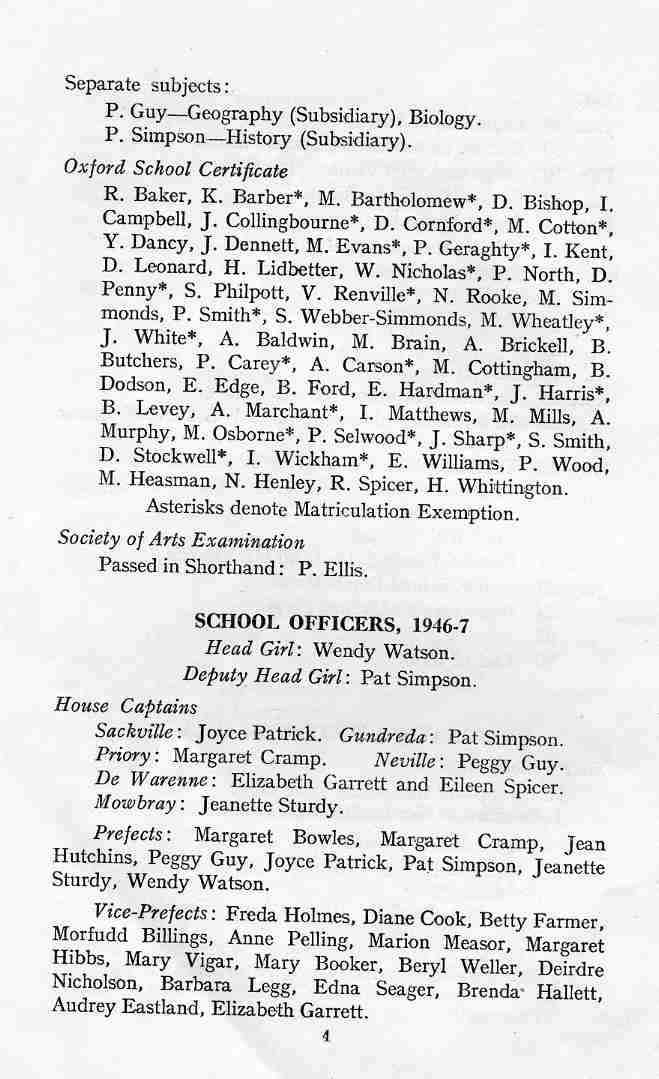 Separate subjects:
P. Guy—Geography (Subsidiary), Biology.
P. Simpson—History (Subsidiary).
Oxford School Certificate
R. Baker, K. Barber*, M. Bartholomew*, D. Bishop, I.
Campbell, J. Collingbourne*, D. Cornford*, M. Cotton*,
Y. Dancy, J. Dennett, M. Evans*, P. Geraghty*, I. Kent,
D. Leonard, H. Lidbetter, W. Nicholas*, P. North, D.
Penny*, S. Philpott, V. Renville*, N. Rooke, M. Sim-
monds, P. Smith*, S. Webber-Simmonds, M. Wheatley*,
J. White*, A. Baldwin, M. Brain, A. Brickell, B.
Butchers, P. Carey*, A. Carson*, M. Cottingham, B.
Dodson, E. Edge, B. Ford, E. Hardman*, J. Harris*,
B. Levey, A. Marchant*, I. Matthews, M. Mills, A.
Murphy, M. Osborne*, P. Selwood*, J. Sharp*, S. Smith,
D. Stockwell*, I. Wickham*, E. Williams, P. Wood,
M. Heasman, N. Henley, R. Spicer, H. Whittington.
Asterisks denote Matriculation Exemption.
Society of Arts Examination
Passed in Shorthand: P. Ellis.
SCHOOL OFFICERS, 1946-7
Head Girl: Wendy Watson.
Deputy Head Girl: Pat Simpson.
House Captains
Sackville: Joyce Patrick. Gundreda: Pat Simpson.
Priory: Margaret Cramp. Neville: Peggy Guy.
De Warenne: Elizabeth Garrett and Eileen Spicer.
Mowbray: Jeanette Sturdy.
Prefects: Margaret Bowles, Margaret Cramp, Jean
Hutchins, Peggy Guy, Joyce Patrick, Pat Simpson, Jeanette
Sturdy, Wendy Watson.
Vice-Prefects: Freda Holmes, Diane Cook, Betty Farmer,
Morfudd Billings, Anne Pelling, Marion Measor, Margaret
Hibbs, Mary Vigar, Mary Booker, Beryl Weller, Deirdre
Nicholson, Barbara Legg, Edna Seager, Brenda Hallett,
Audrey Eastland, Elizabeth Garrett.
4